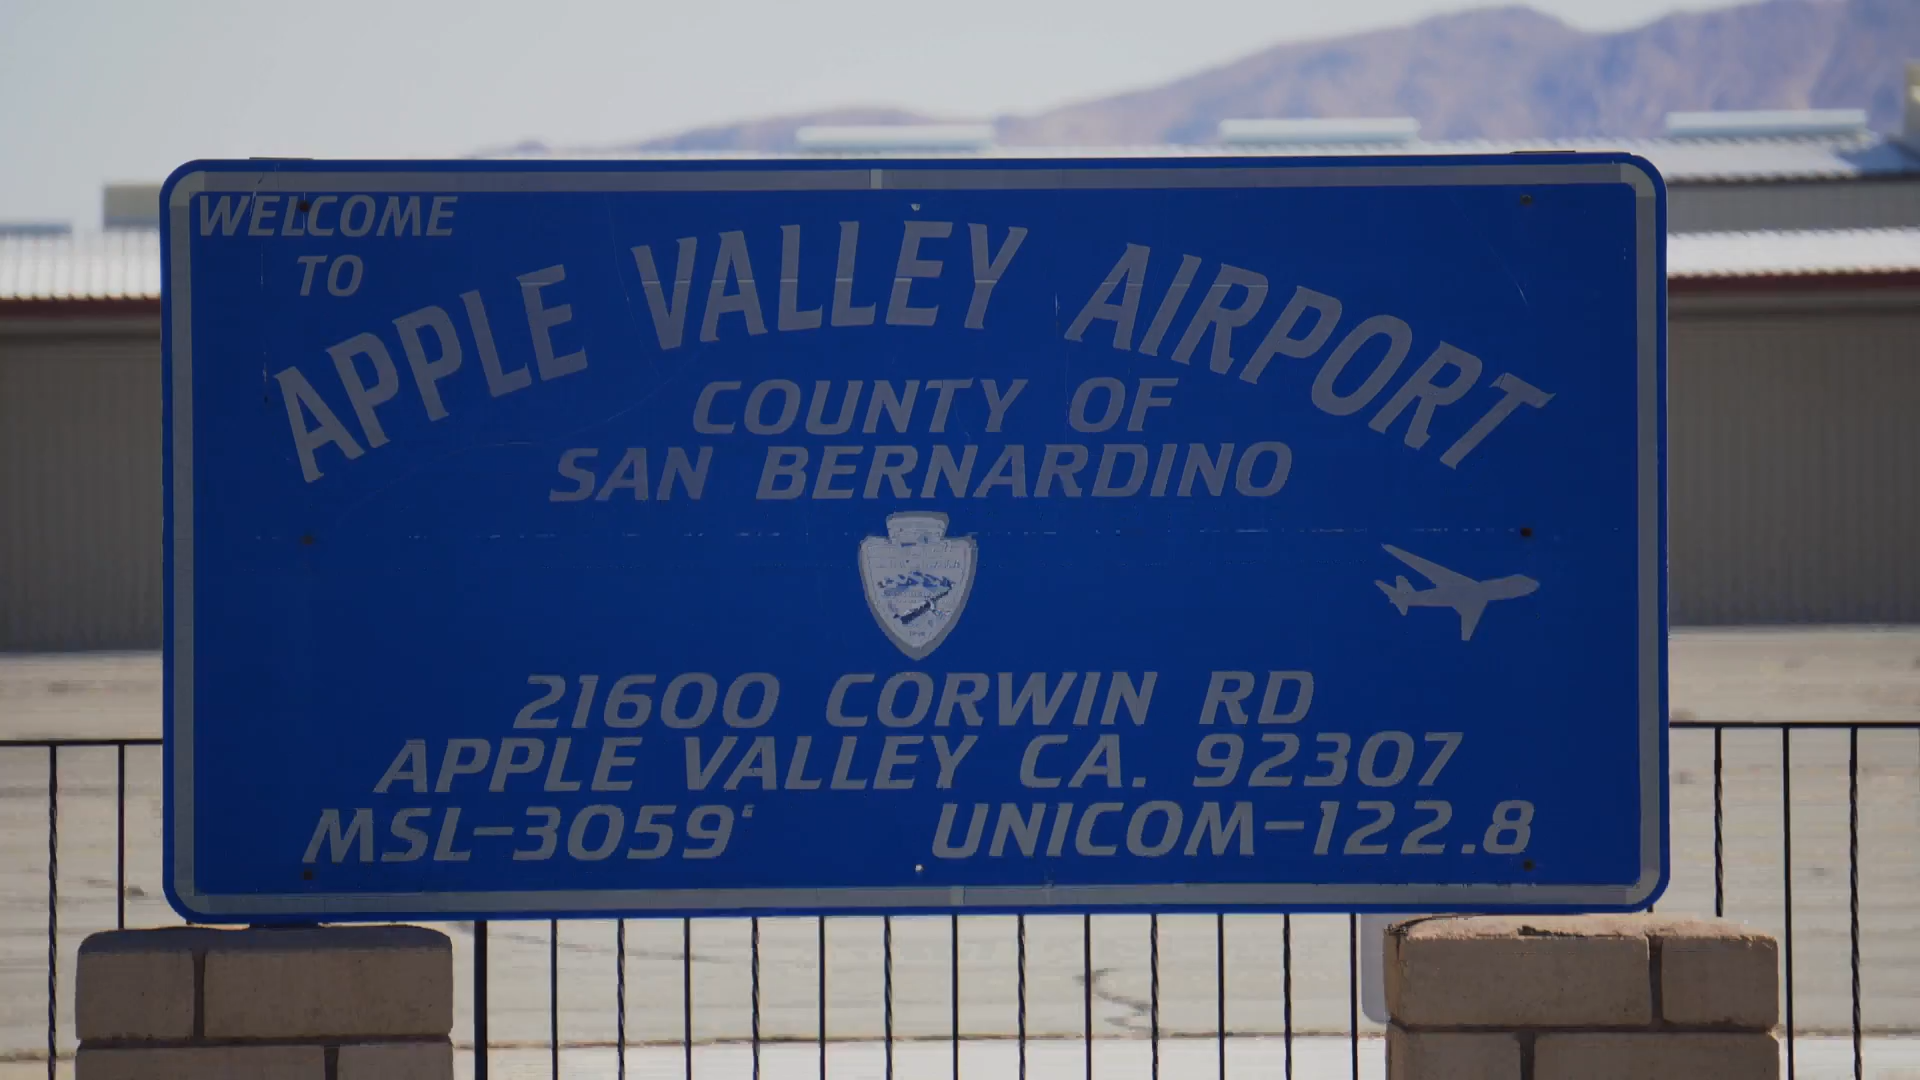 WELCOME
TO
APPLE VALLEY AIRPORT
COUNTY OF
SAN BERNARDINO
21600 CORWIN RD
APPLE VALLEY CA. 92307
MSL-3059' UNICOM-122.8